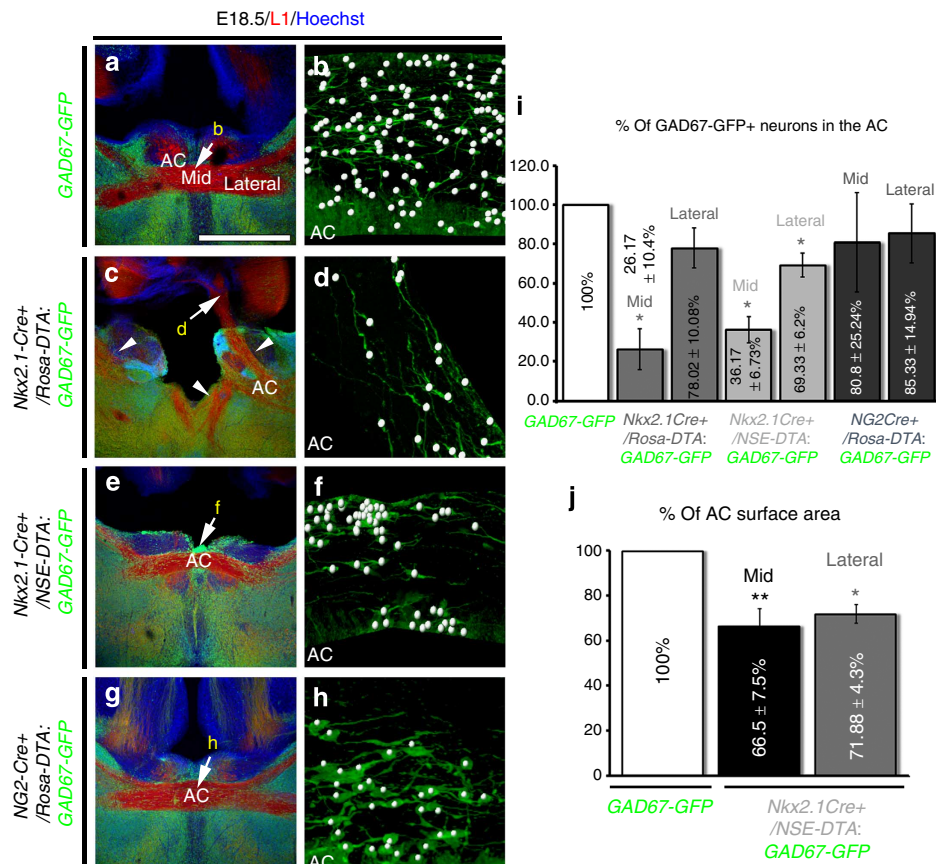 E18.5/L1/Hoechst
GAD67-GFP
a
b
AC
Mid
Lateral
b
AC
Nkx2.1-Cre+
/Rosa-DTA:
GAD67-GFP
c
d
AC
d
AC
Nkx2.1-Cre+
/NSE-DTA:
GAD67-GFP
e
f
AC
f
AC
NG2-Cre+
/Rosa-DTA:
GAD67-GFP
g
h
AC
h
AC
i
% Of GAD67-GFP+ neurons in the AC
120.0
100.0
80.0
60.0
40.0
20.0
0.0
100%
Mid
*
26.17
± 10.4%
Lateral
78.02 ± 10.08%
Mid
*
36.17
± 6.73%
Lateral
*
69.33 ± 6.2%
Mid
80.8 ± 25.24%
Lateral
85.33 ± 14.94%
GAD67-GFP
Nkx2.1Cre+
/Rosa-DTA:
GAD67-GFP
Nkx2.1Cre+
/NSE-DTA:
GAD67-GFP
NG2Cre+
/Rosa-DTA:
GAD67-GFP
j
% Of AC surface area
100
80
60
40
20
0
100%
Mid
**
66.5 ± 7.5%
Lateral
*
71.88 ± 4.3%
GAD67-GFP
Nkx2.1Cre+
/NSE-DTA:
GAD67-GFP